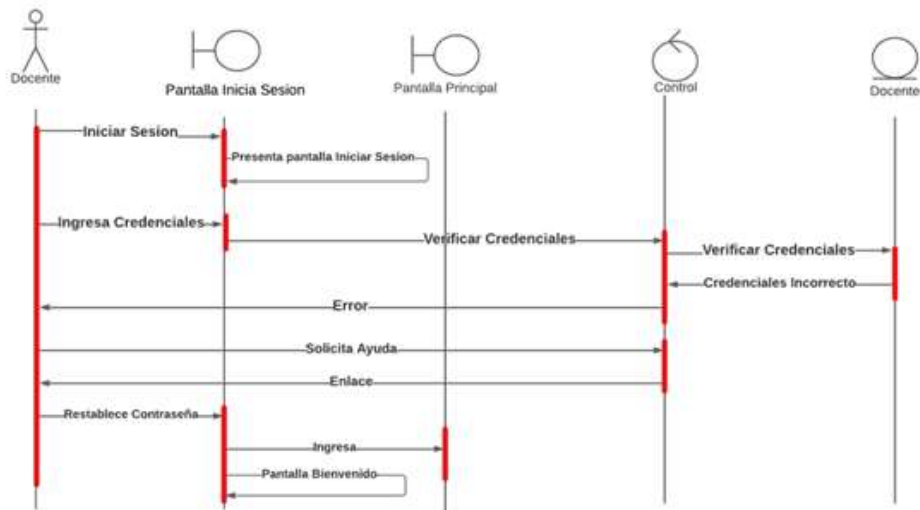 Docente
Pantalla Inicia Sesion
Pantalla Principal
Control
Docente
Iniciar Sesion
Presenta pantalla Iniciar Sesion
Ingresa Credenciales
Verificar Credenciales
Verificar Credenciales
Credenciales Incorrecto
Error
Solicita Ayuda
Enlace
Restablece Contraseña
Ingresa
Pantalla Bienvenido